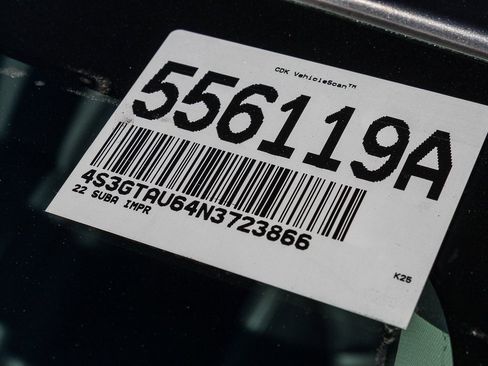 CDK VehicleScan™
556119A
4S3GTAU64N3723866
22 SUBA IMPR
K25